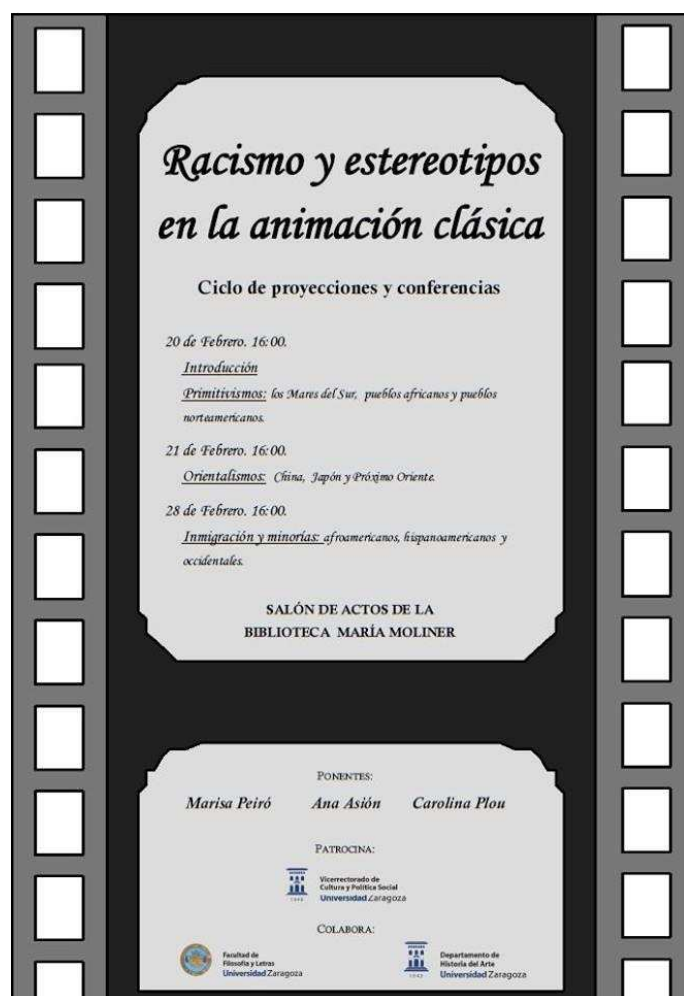 Racismo y estereotipos
en la animación clásica
Ciclo de proyecciones y conferencias
20 de Febrero. 16:00.
Introducción
Primitivismos: los Mares del Sur, pueblos africanos y pueblos
norteamericanos.
21 de Febrero. 16:00.
Orientalismos: China, Japón y Próximo Oriente.
28 de Febrero. 16:00.
Inmigración y minorías: afroamericanos, hispanoamericanos y
occidentales.
SALÓN DE ACTOS DE LA
BIBLIOTECA MARÍA MOLINER
PONENTES:
Marisa Peiró Ana Asión Carolina Plou
PATROCINA:
Vicerrectorado de
Cultura y Política Social
Universidad Zaragoza
1542
COLABORA:
Facultad de
Filosofía y Letras
Universidad Zaragoza
Departamento de
Historia del Arte
Universidad Zaragoza
1542